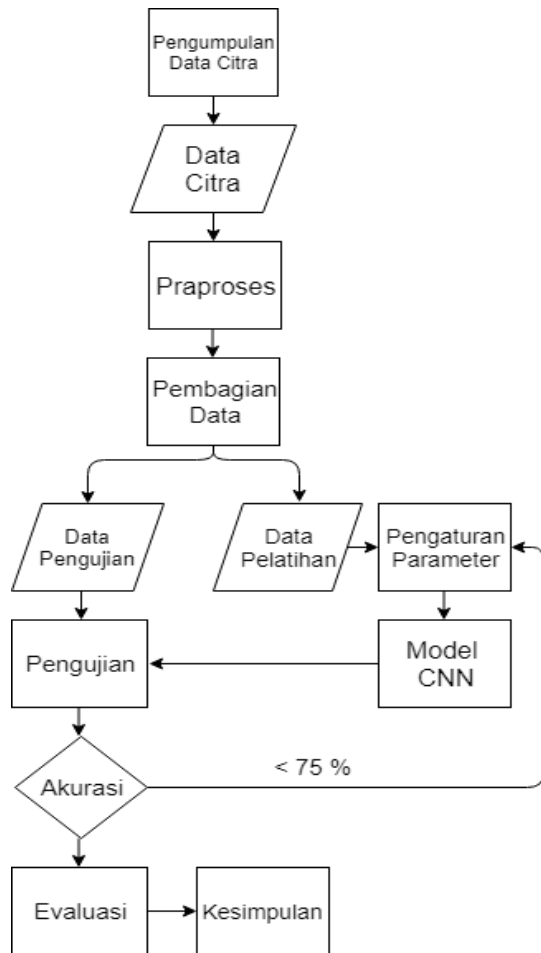 Pengumpulan
Data Citra
Data
Citra
Praproses
Pembagian
Data
Data
Pengujian
Data
Pelatihan
Pengaturan
Parameter
Pengujian
Model
CNN
Akurasi
< 75 %
Evaluasi
Kesimpulan